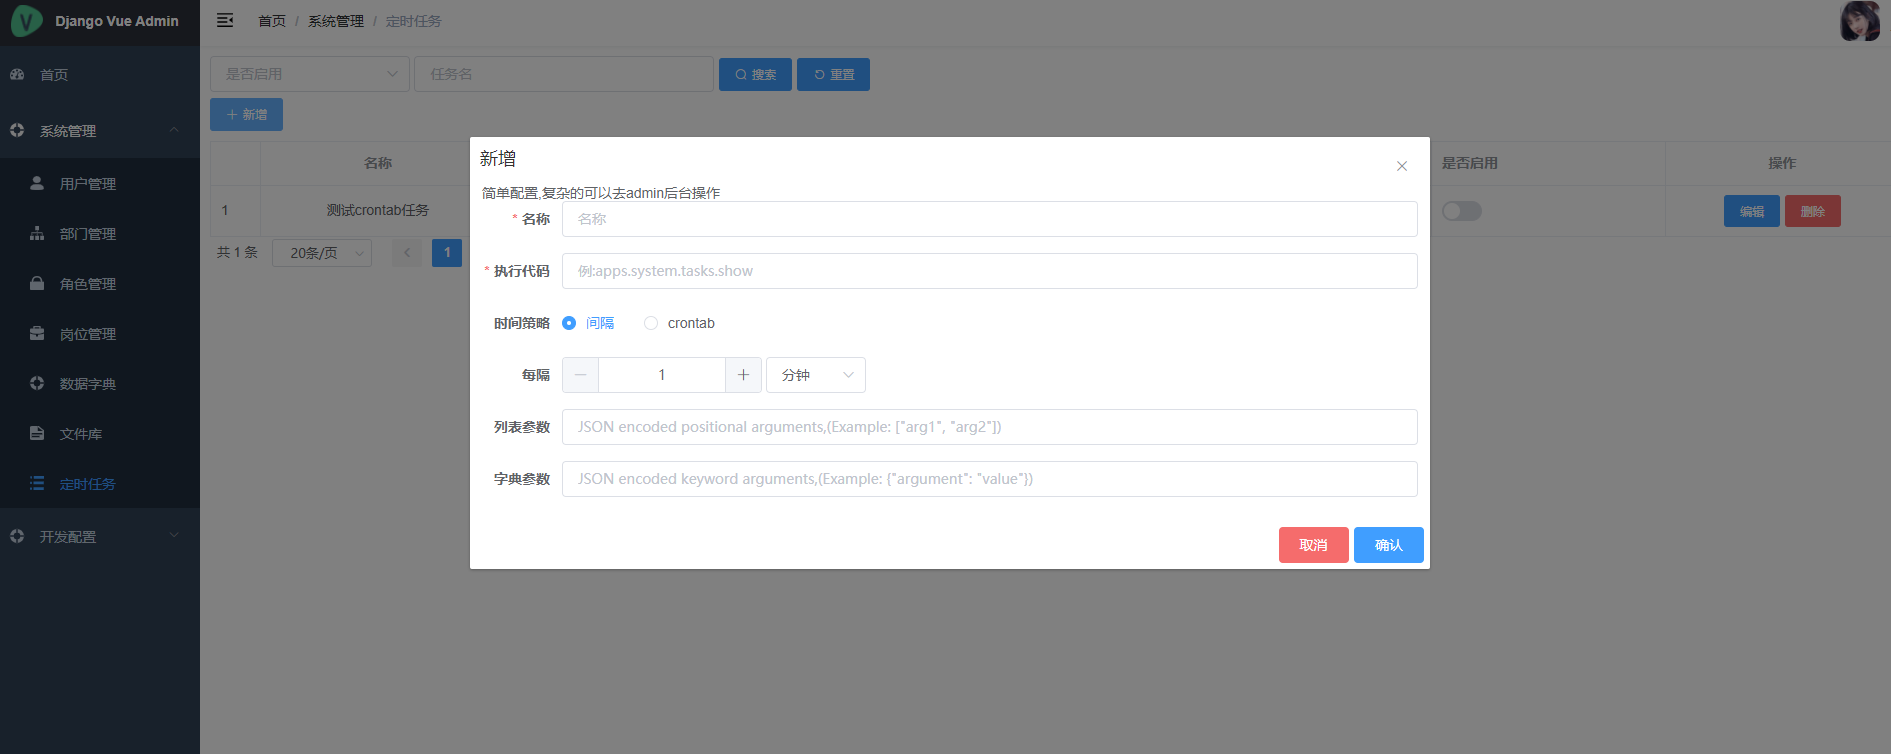 Django Vue Admin
首页 / 系统管理 / 定时任务
首页
系统管理
用户管理
部门管理
角色管理
岗位管理
数据字典
文件库
定时任务
开发配置
是否启用
任务名
搜索
重置
新增
名称
是否启用
操作
1
测试crontab任务
编辑
删除
共 1 条
20条/页
1
新增
简单配置,复杂的可以去admin后台操作
* 名称
名称
* 执行代码
例:apps.system.tasks.show
时间策略
间隔
crontab
每隔
1
分钟
列表参数
JSON encoded positional arguments,(Example: ["arg1", "arg2"])
字典参数
JSON encoded keyword arguments,(Example: {"argument": "value"})
取消
确认